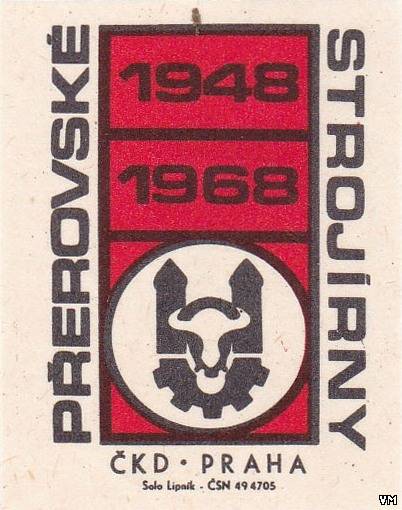 PŘEROVSKÉ
STROJÍRNY
1948
1968
ČKD · PRAHA
Solo Lipník - ČSN 49 4705
VM